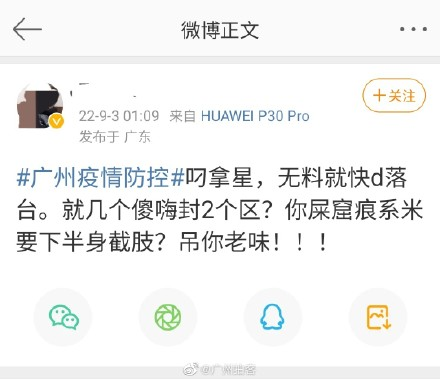 微博正文
+关注
22-9-3 01:09 来自 HUAWEI P30 Pro
发布于 广东
#广州疫情防控#叼拿星，无料就快d落
台。就几个傻嗨封2个区？你屎窟痕系米
要下半身截肢？吊你老味！！！
@广州拍客